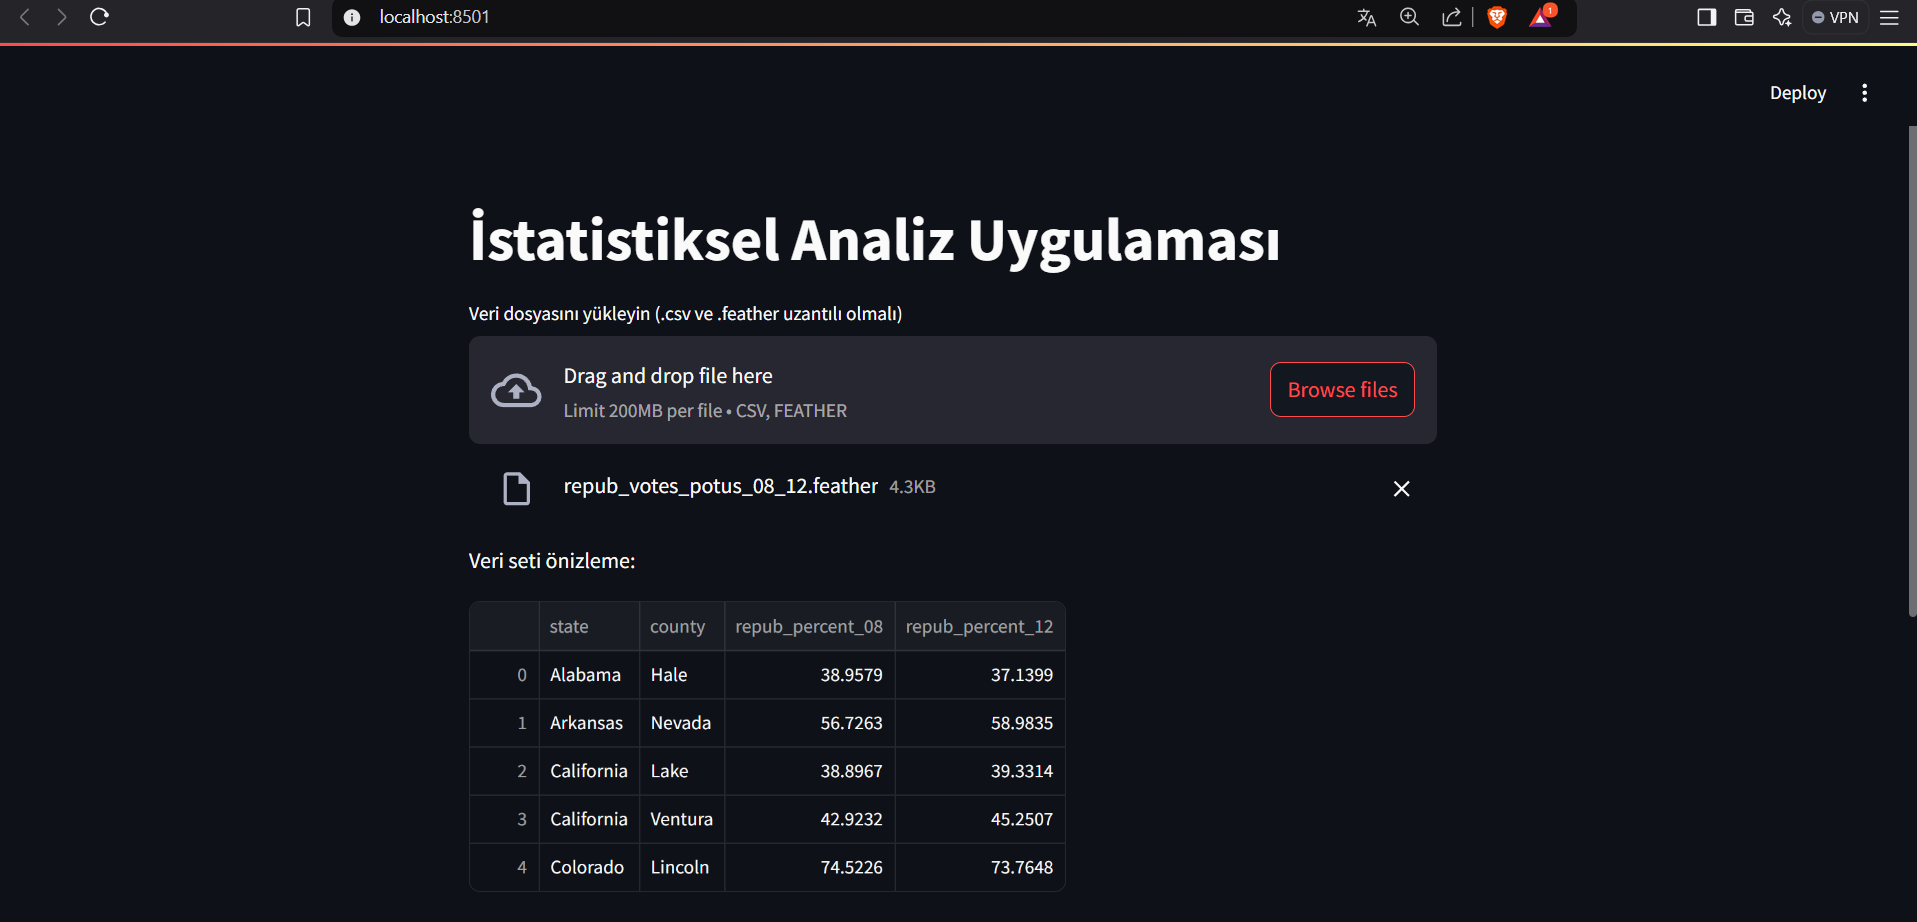 localhost:8501
1
VPN
Deploy
İstatistiksel Analiz Uygulaması
Veri dosyasını yükleyin (.csv ve .feather uzantılı olmalı)
Drag and drop file here
Limit 200MB per file • CSV, FEATHER
Browse files
repub_votes_potus_08_12.feather 4.3KB
Veri seti önizleme:
state county repub_percent_08 repub_percent_12
0 Alabama Hale 38.9579 37.1399
1 Arkansas Nevada 56.7263 58.9835
2 California Lake 38.8967 39.3314
3 California Ventura 42.9232 45.2507
4 Colorado Lincoln 74.5226 73.7648